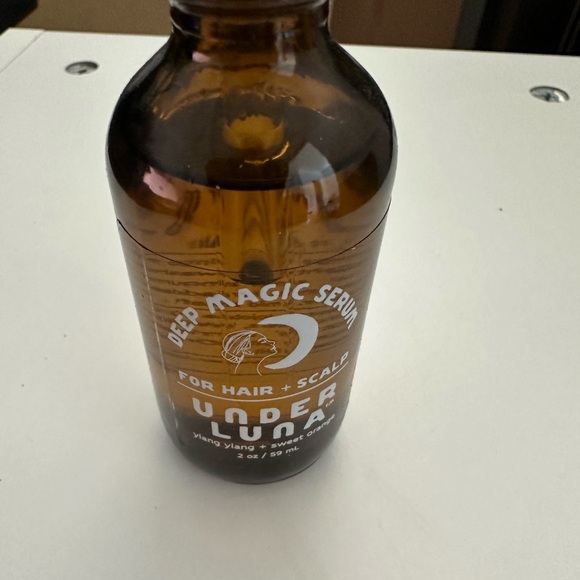 DEEP MAGIC SERUM
FOR HAIR + SCALP
UNDER
LUNA
ylang ylang + sweet orange
2 oz / 59 mL